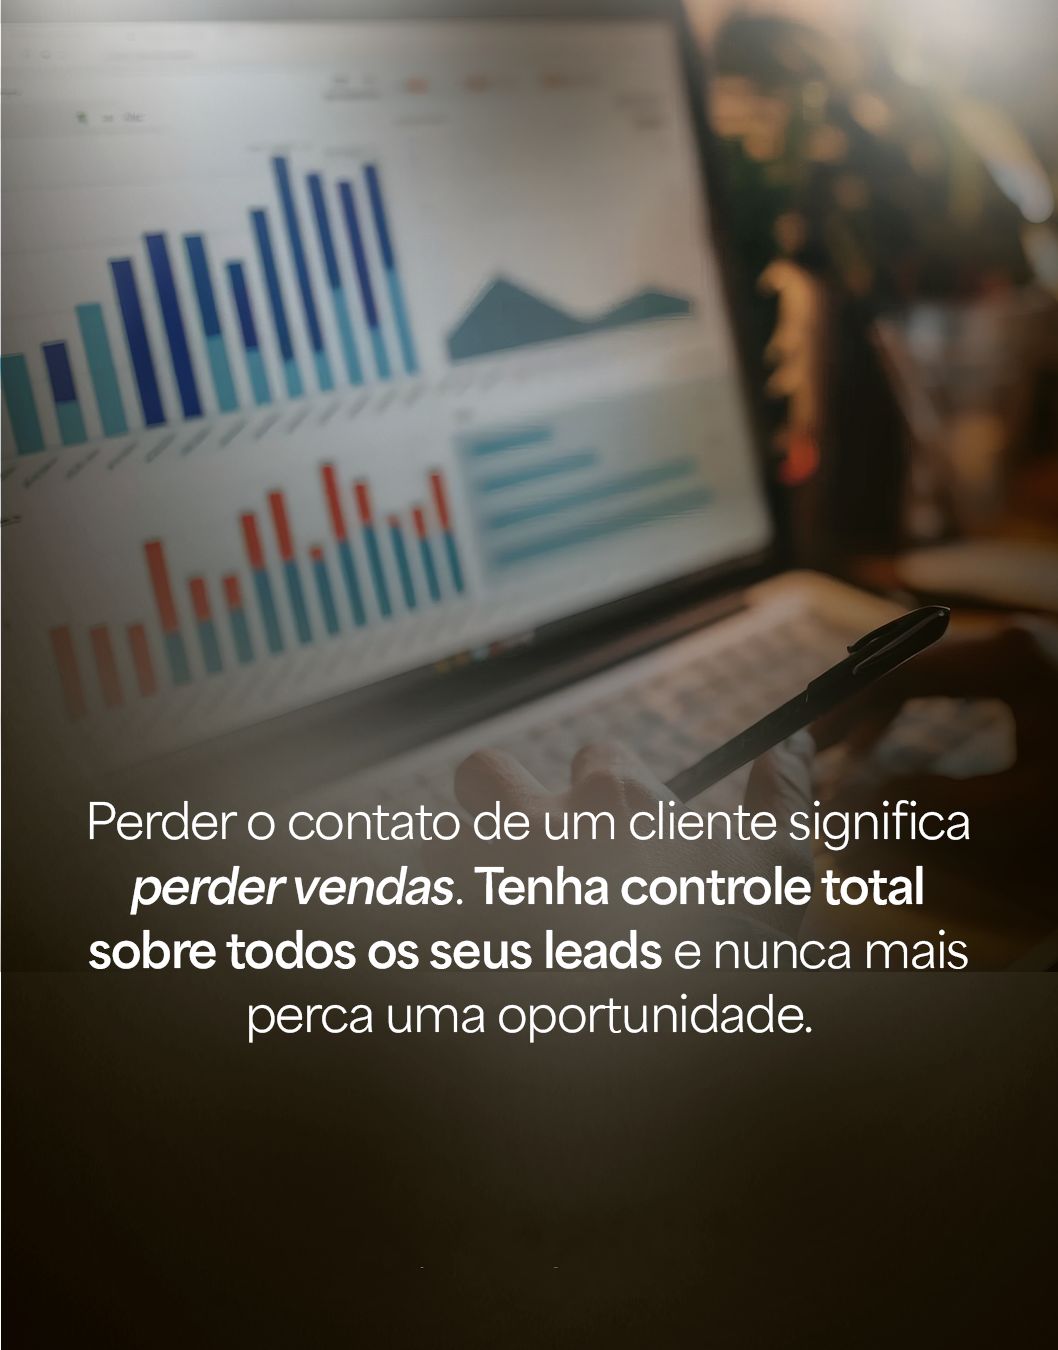 Perder o contato de um cliente significa
perder vendas. Tenha controle total
sobre todos os seus leads e nunca mais
perca uma oportunidade.